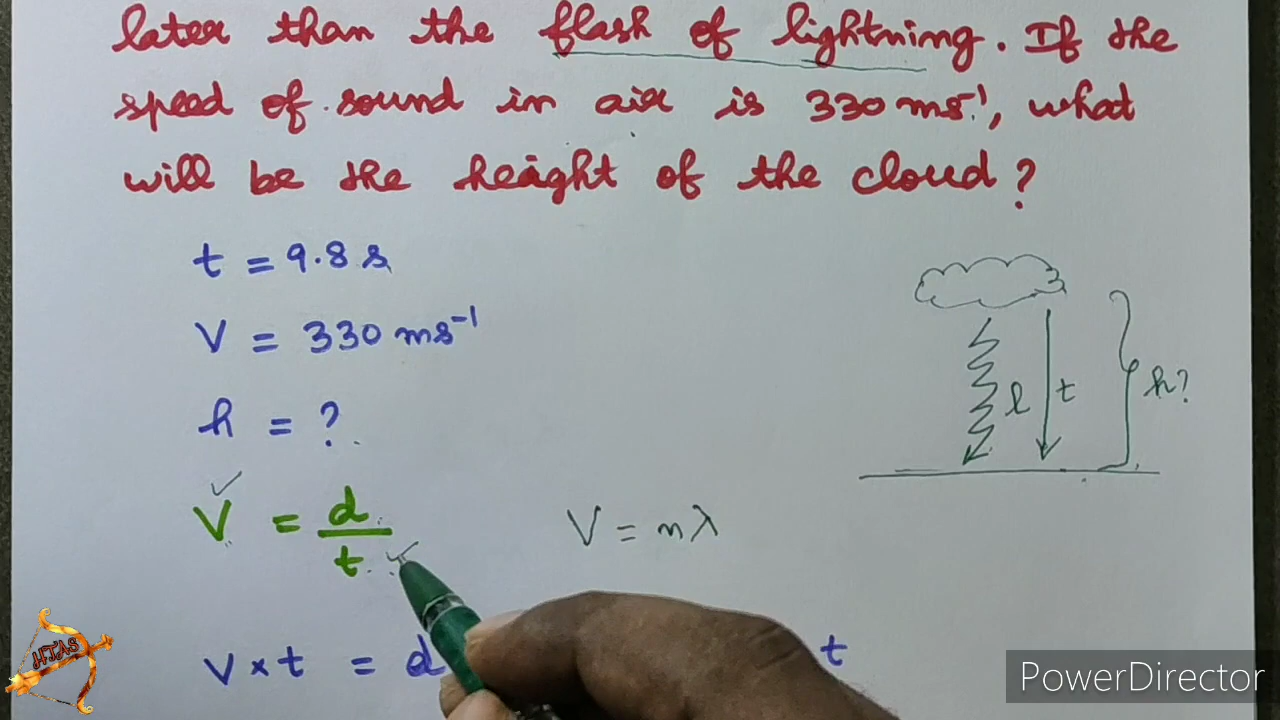 later than the flash of lightning. If the
speed of sound in air is 330 ms⁻¹, what
will be the height of the cloud?
t = 9.8 s
V = 330 ms⁻¹
h = ?
l t h?
V = d/t
V = nλ
v × t = d t
HTAS
PowerDirector